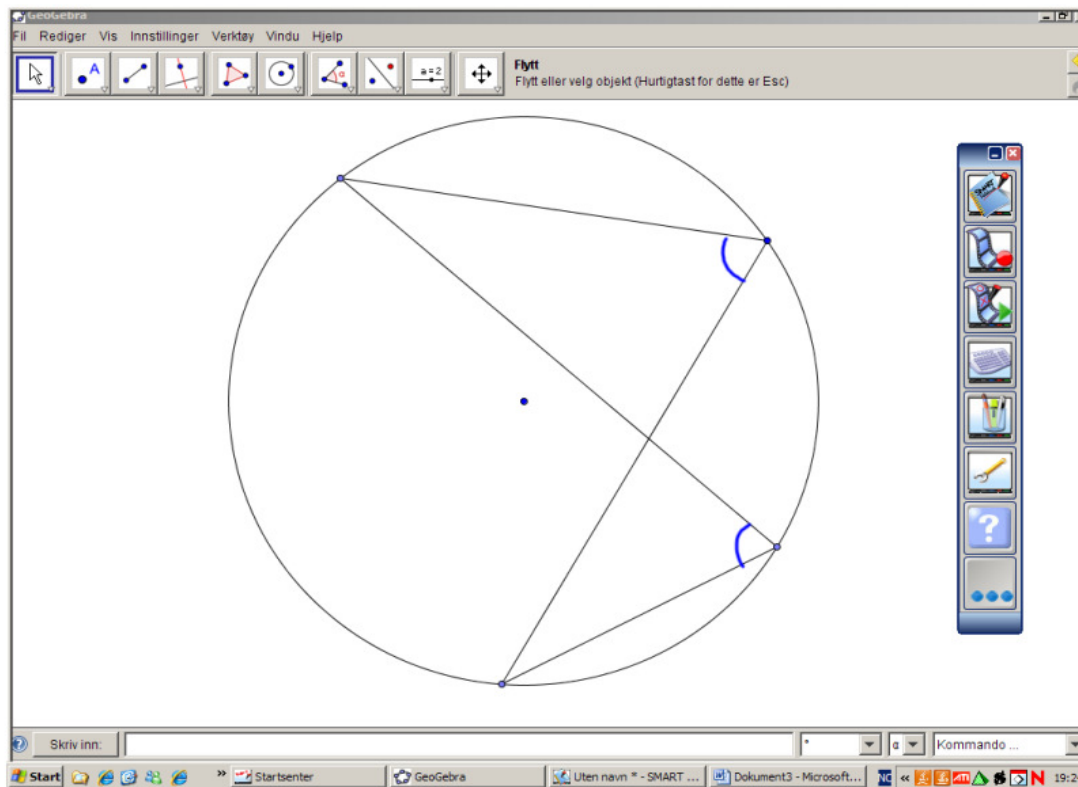 GeoGebra
Fil Rediger Vis Innstillinger Verktøy Vindu Hjelp
A
α
a=2
Flytt
Flytt eller velg objekt (Hurtigtast for dette er Esc)
Skriv inn:
°
α
Kommando ...
Start
»
Startsenter
GeoGebra
Uten navn * - SMART ...
Dokument3 - Microsoft...
«
ATI
N